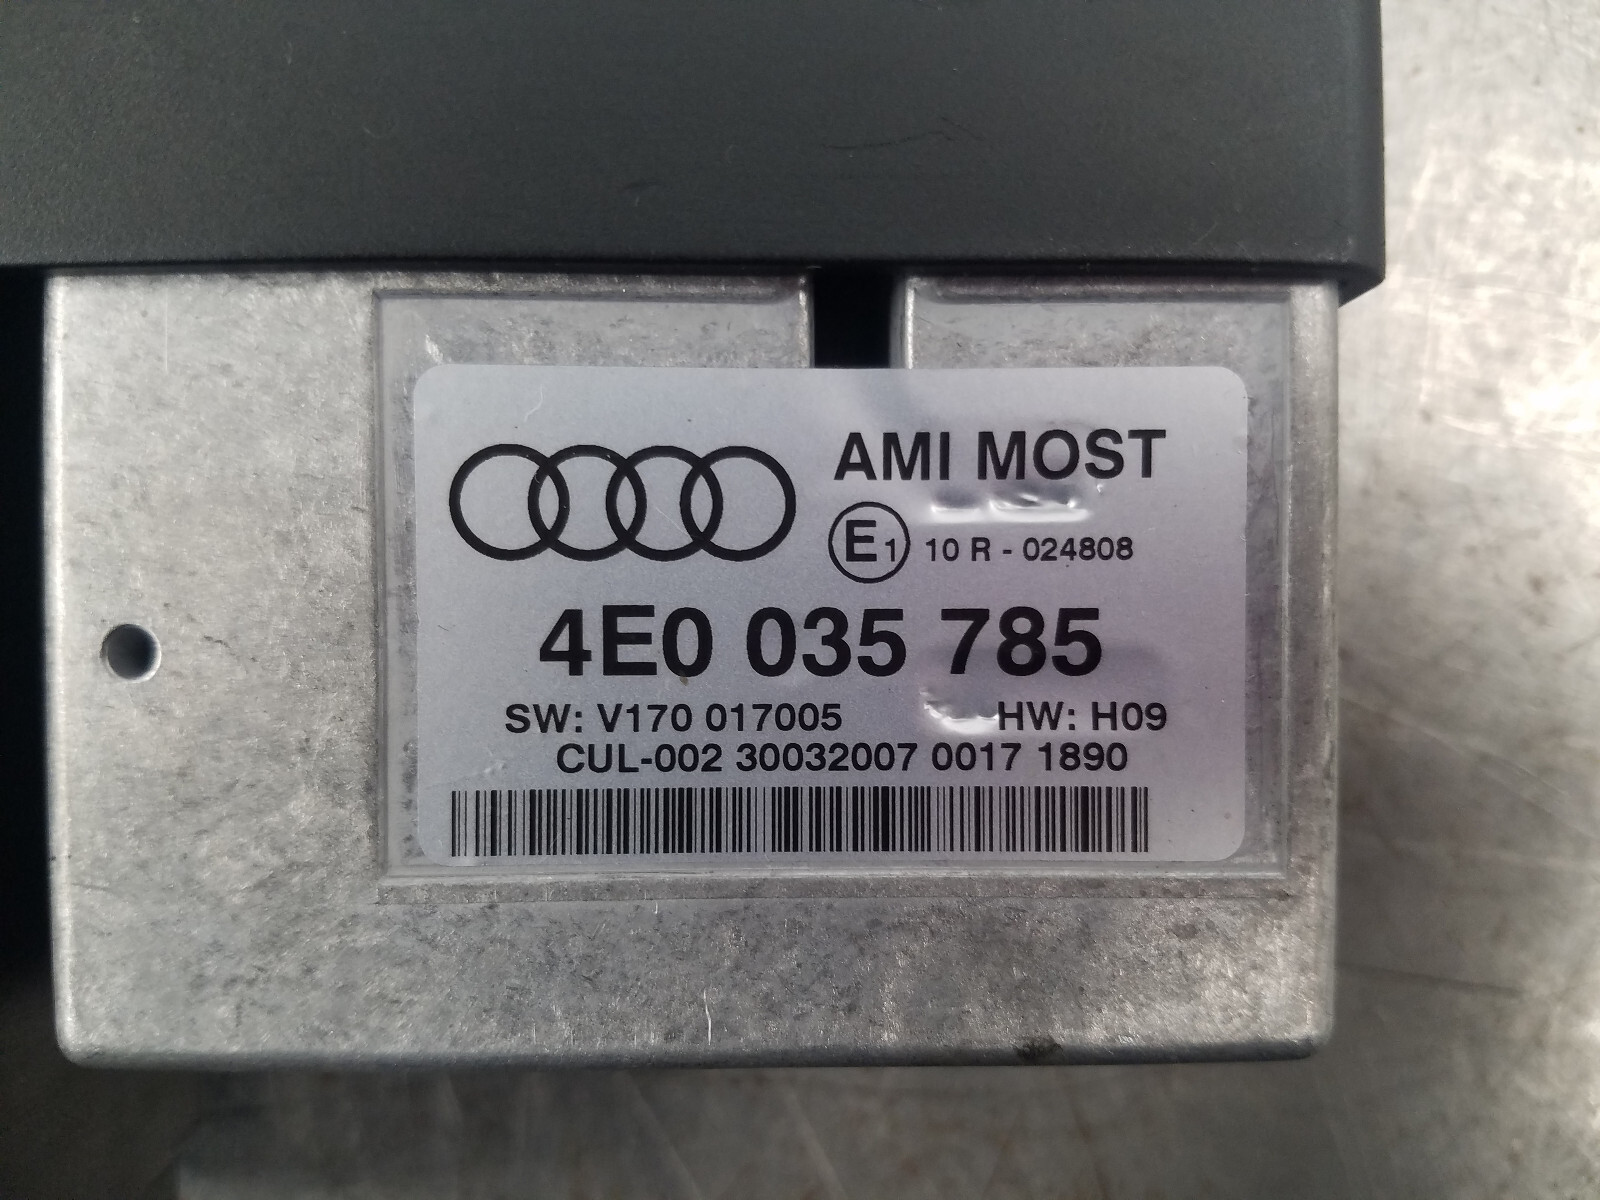 AMI MOST
E1 10 R - 024808
4E0 035 785
SW: V170 017005 HW: H09
CUL-002 30032007 0017 1890